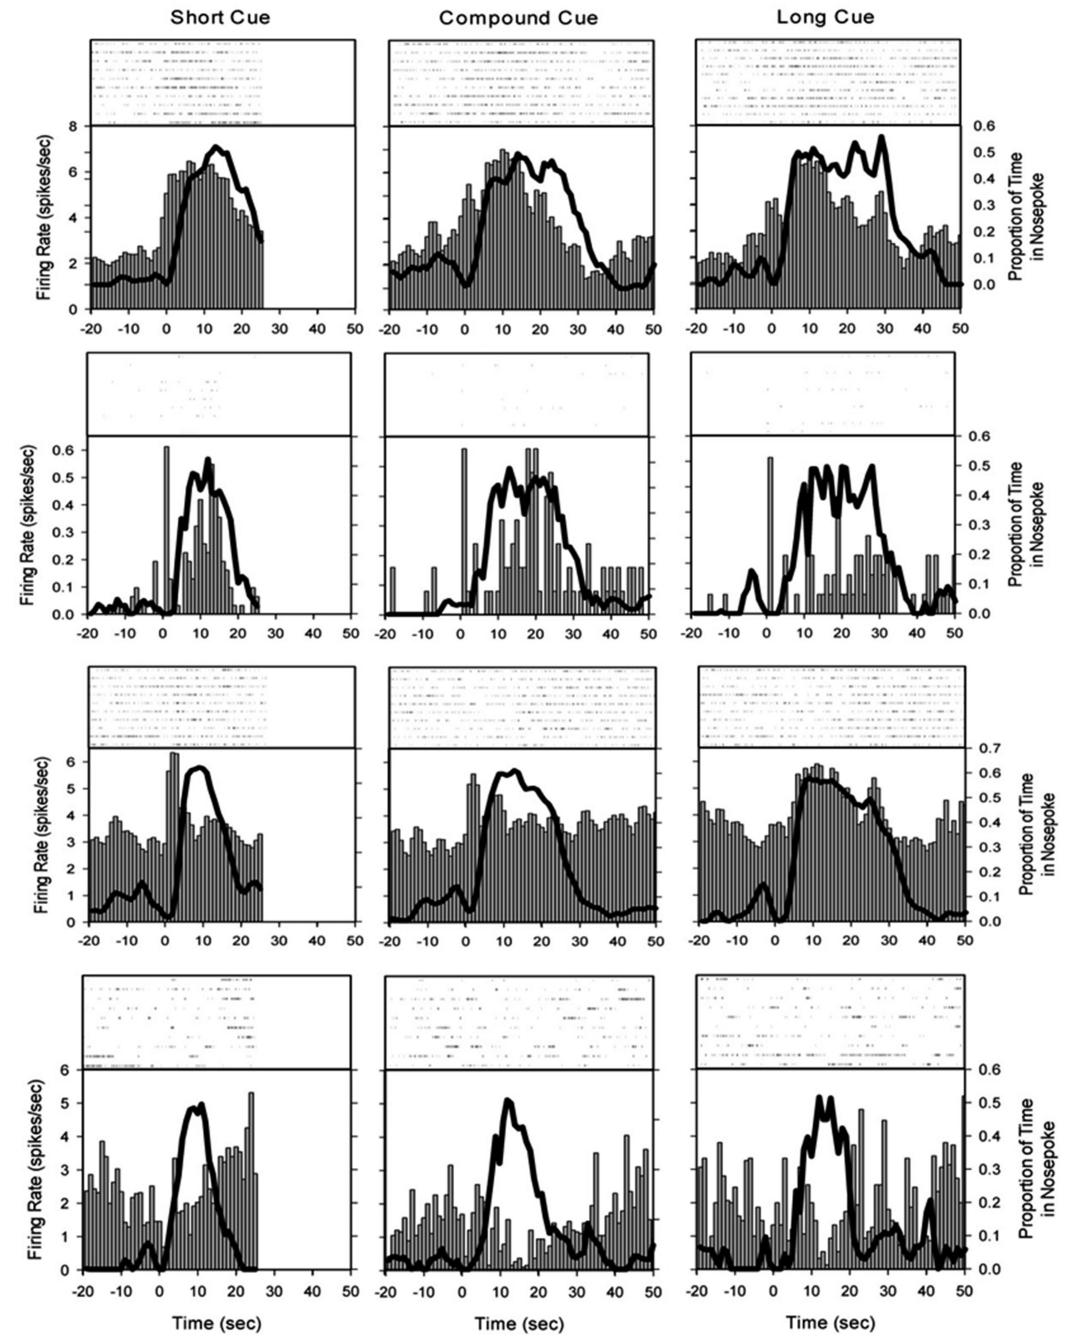 Short Cue Compound Cue Long Cue
Firing Rate (spikes/sec)
8
6
4
2
0
-20 -10 0 10 20 30 40 50
-20 -10 0 10 20 30 40 50
-20 -10 0 10 20 30 40 50
0.6
0.5
0.4
0.3
0.2
0.1
0.0
Proportion of Time
in Nosepoke
Firing Rate (spikes/sec)
0.6
0.5
0.4
0.3
0.2
0.1
0.0
-20 -10 0 10 20 30 40 50
-20 -10 0 10 20 30 40 50
-20 -10 0 10 20 30 40 50
0.6
0.5
0.4
0.3
0.2
0.1
0.0
Proportion of Time
in Nosepoke
Firing Rate (spikes/sec)
6
5
4
3
2
1
0
-20 -10 0 10 20 30 40 50
-20 -10 0 10 20 30 40 50
-20 -10 0 10 20 30 40 50
0.7
0.6
0.5
0.4
0.3
0.2
0.1
0.0
Proportion of Time
in Nosepoke
Firing Rate (spikes/sec)
6
5
4
3
2
1
0
-20 -10 0 10 20 30 40 50
-20 -10 0 10 20 30 40 50
-20 -10 0 10 20 30 40 50
0.6
0.5
0.4
0.3
0.2
0.1
0.0
Proportion of Time
in Nosepoke
Time (sec) Time (sec) Time (sec)